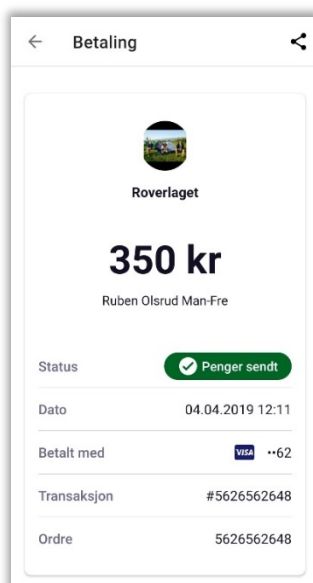 Betaling
Roverlaget
350 kr
Ruben Olsrud Man-Fre
Status Penger sendt
Dato 04.04.2019 12:11
Betalt med VISA ··62
Transaksjon #5626562648
Ordre 5626562648